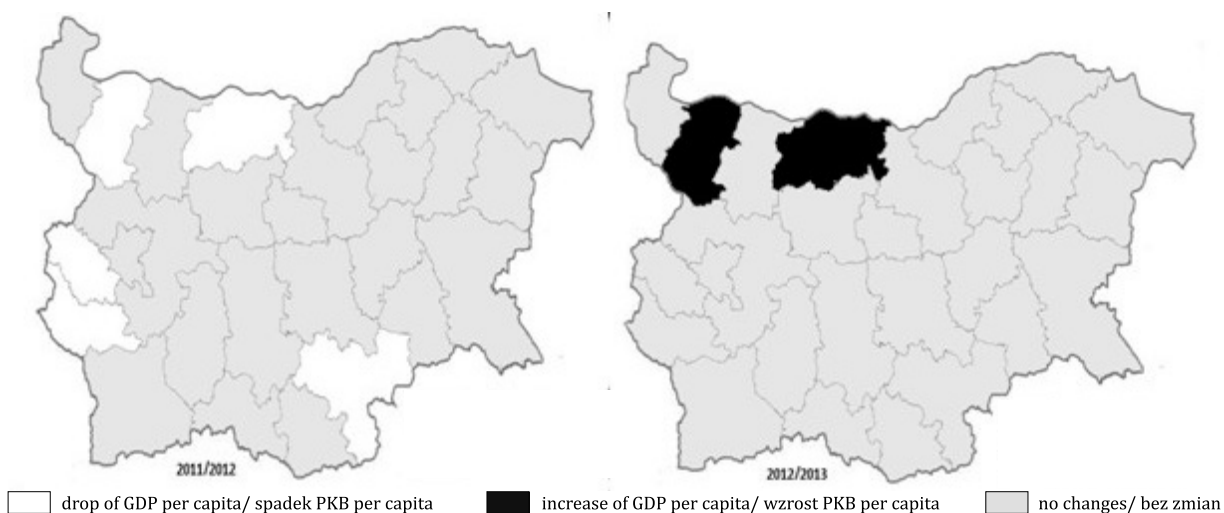 2011/2012
2012/2013
drop of GDP per capita/ spadek PKB per capita
increase of GDP per capita/ wzrost PKB per capita
no changes/ bez zmian